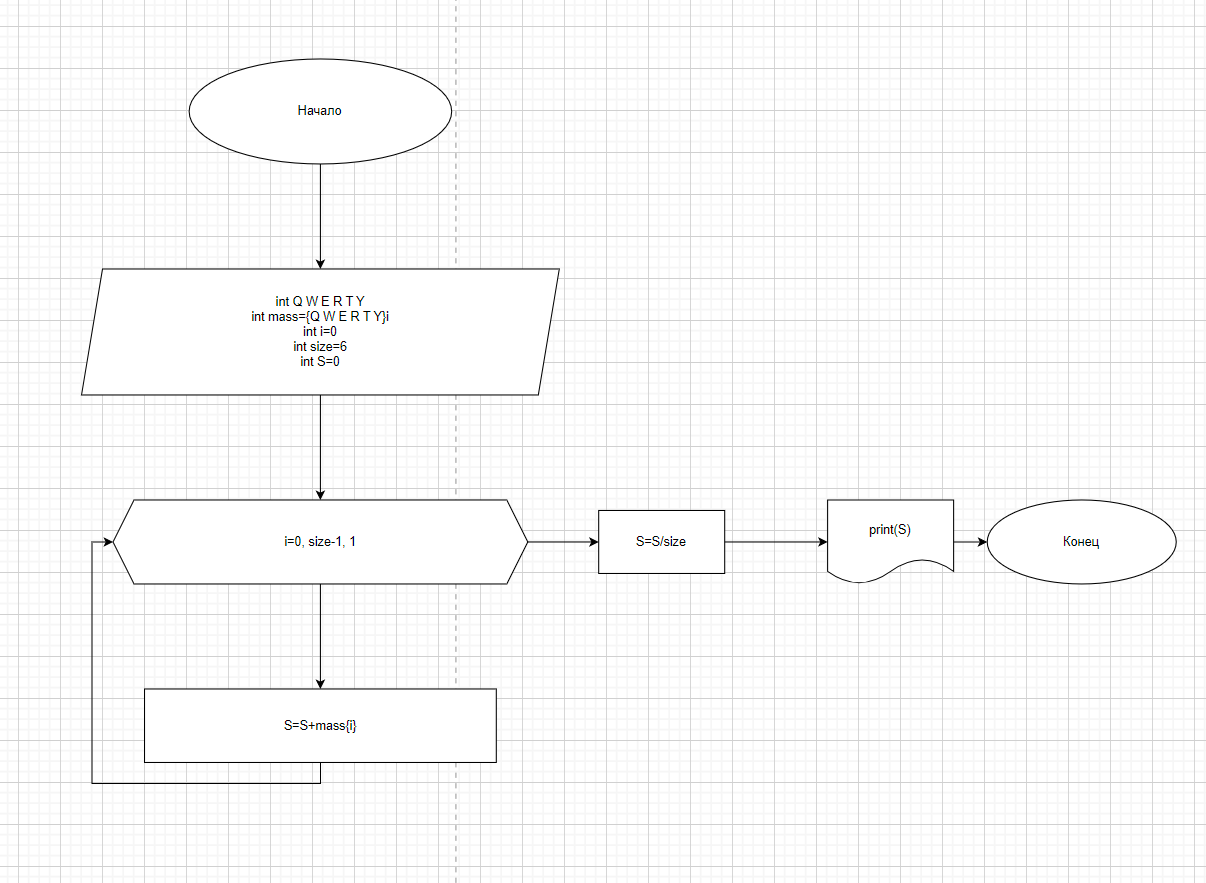 Начало
int Q W E R T Y
int mass={Q W E R T Y}i
int i=0
int size=6
int S=0
i=0, size-1, 1
S=S/size
print(S)
Конец
S=S+mass{i}